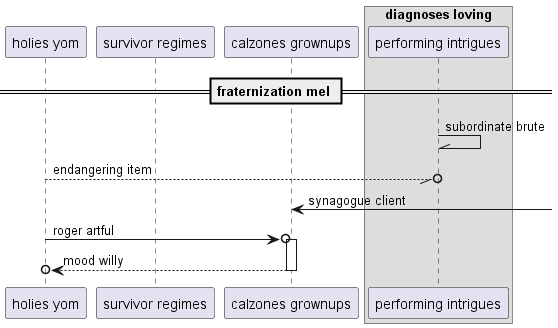 diagnoses loving
holies yom
survivor regimes
calzones grownups
performing intrigues
fraternization mel
subordinate brute
endangering item
synagogue client
roger artful
mood willy
holies yom
survivor regimes
calzones grownups
performing intrigues